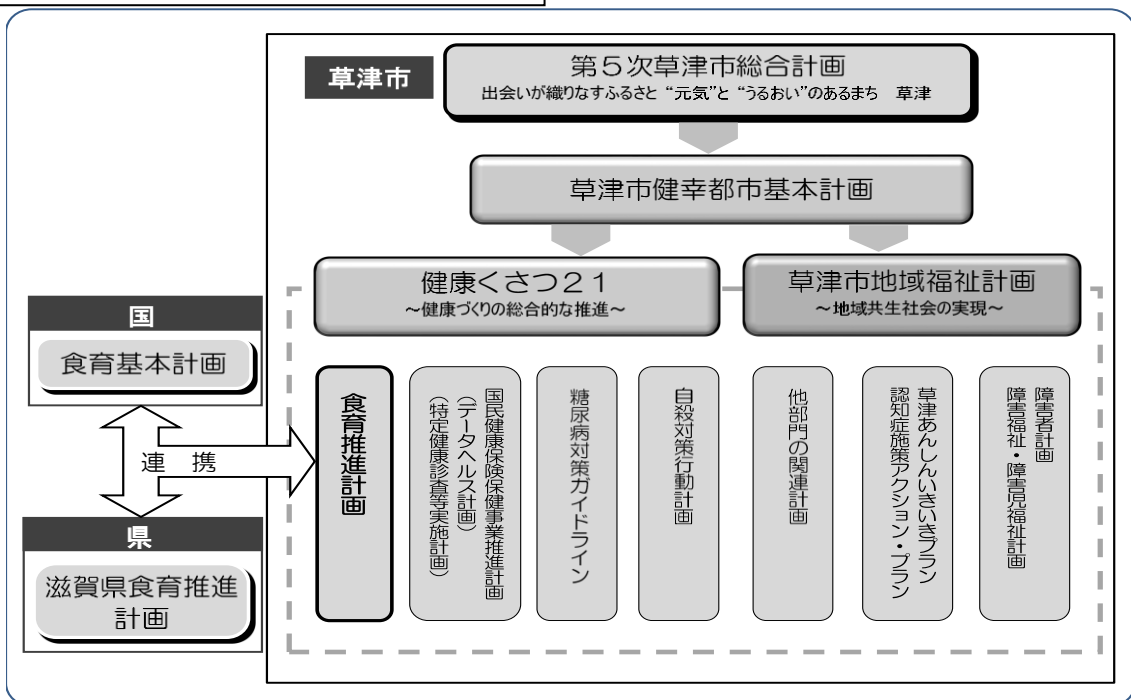 草津市
第5次草津市総合計画
出会いが織りなすふるさと “元気”と “うるおい”のあるまち 草津
草津市健幸都市基本計画
健康くさつ21
~健康づくりの総合的な推進~
草津市地域福祉計画
~地域共生社会の実現~
国
食育基本計画
連 携
県
滋賀県食育推進
計画
食育推進計画
国民健康保険保健事業推進計画
(データヘルス計画)
(特定健康診査等実施計画)
糖尿病対策ガイドライン
自殺対策行動計画
他部門の関連計画
草津あんしんいきいきプラン
認知症施策アクション・プラン
障害者計画
障害福祉・障害児福祉計画